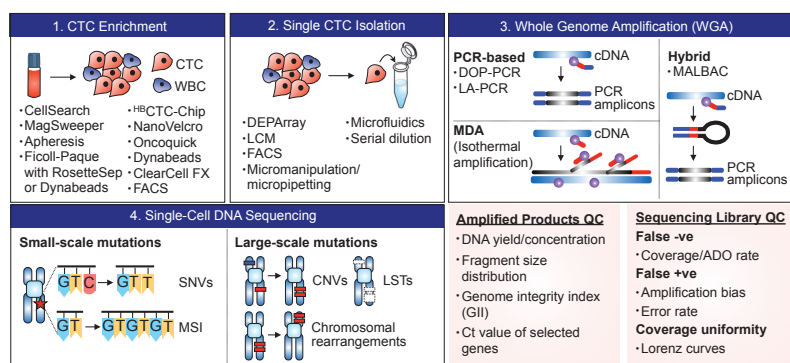 1. CTC Enrichment
CTC
WBC
·CellSearch
·MagSweeper
·Apheresis
·Ficoll-Paque
with RosetteSep
or Dynabeads
·HBCTC-Chip
·NanoVelcro
·Oncoquick
·Dynabeads
·ClearCell FX
·FACS
2. Single CTC Isolation
·DEPArray
·LCM
·FACS
·Micromanipulation/
micropipetting
·Microfluidics
·Serial dilution
3. Whole Genome Amplification (WGA)
PCR-based
·DOP-PCR
·LA-PCR
cDNA
PCR
amplicons
MDA
(Isothermal
amplification)
cDNA
Hybrid
·MALBAC
cDNA
PCR
amplicons
4. Single-Cell DNA Sequencing
Small-scale mutations
GTC
GTT
SNVs
GT
GTGTGT
MSI
Large-scale mutations
CNVs
LSTs
Chromosomal
rearrangements
Amplified Products QC
·DNA yield/concentration
·Fragment size
distribution
·Genome integrity index
(GII)
·Ct value of selected
genes
Sequencing Library QC
False -ve
·Coverage/ADO rate
False +ve
·Amplification bias
·Error rate
Coverage uniformity
·Lorenz curves